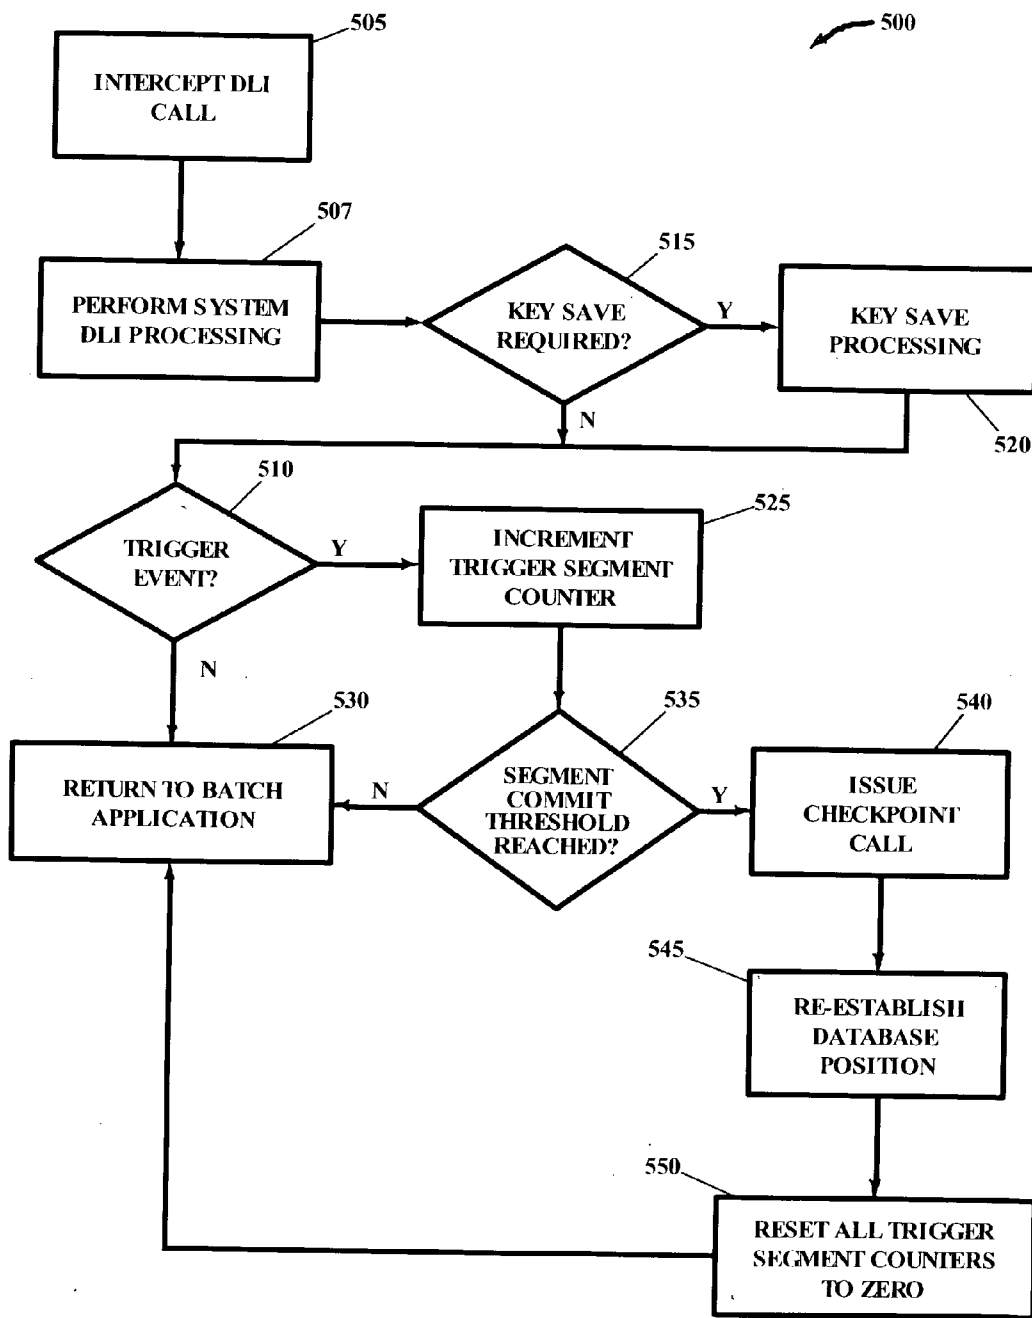 505
500
INTERCEPT DLI
CALL
507
PERFORM SYSTEM
DLI PROCESSING
515
KEY SAVE
REQUIRED?
Y
KEY SAVE
PROCESSING
N
520
510
TRIGGER
EVENT?
Y
525
INCREMENT
TRIGGER SEGMENT
COUNTER
N
530
RETURN TO BATCH
APPLICATION
N
535
SEGMENT
COMMIT
THRESHOLD
REACHED?
Y
540
ISSUE
CHECKPOINT
CALL
545
RE-ESTABLISH
DATABASE
POSITION
550
RESET ALL TRIGGER
SEGMENT COUNTERS
TO ZERO